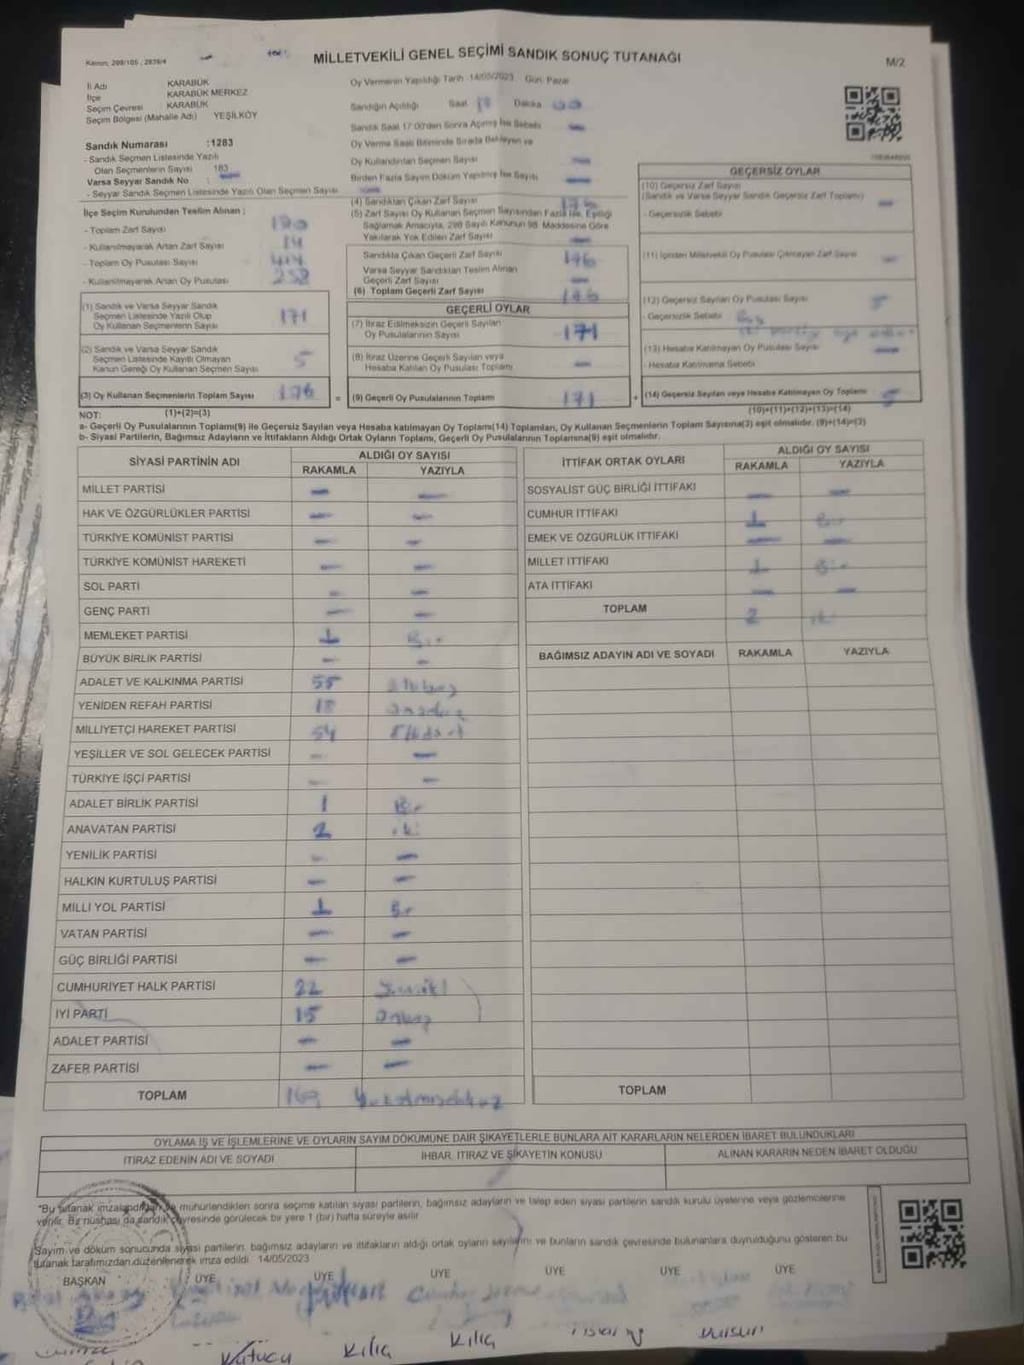 Kanun, 298/105 , 2839/4
MİLLETVEKİLİ GENEL SEÇİMİ SANDIK SONUÇ TUTANAĞI
M/2
İl Adı KARABÜK
İlçe KARABÜK MERKEZ
Seçim Çevresi KARABÜK
Seçim Bölgesi (Mahalle Adı) YEŞİLKÖY
Oy Vermenin Yapıldığı Tarih 14/05/2023 Gün: Pazar
Sandığın Açıldığı Saat Dakika
Sandık Saat 17:00'den Sonra Açılmış İse Sebebi
Oy Verme Saati Bitiminde Sırada Bekleyen ve
Oy Kullandırılan Seçmen Sayısı
Birden Fazla Sayım Döküm Yapılmış İse Sayısı
Sandık Numarası :1283
- Sandık Seçmen Listesinde Yazılı
Olan Seçmenlerin Sayısı 183
Varsa Seyyar Sandık No :
- Seyyar Sandık Seçmen Listesinde Yazılı Olan Seçmen Sayısı
İlçe Seçim Kurulundan Teslim Alınan ;
- Toplam Zarf Sayısı
- Kullanılmayarak Artan Zarf Sayısı 14
- Toplam Oy Pusulası Sayısı 414
- Kullanılmayarak Artan Oy Pusulası
(1) Sandık ve Varsa Seyyar Sandık
Seçmen Listesinde Yazılı Olup
Oy Kullanan Seçmenlerin Sayısı 171
(2) Sandık ve Varsa Seyyar Sandık
Seçmen Listesinde Kayıtlı Olmayan
Kanun Gereği Oy Kullanan Seçmen Sayısı 5
(3) Oy Kullanan Seçmenlerin Toplam Sayısı 176 =
(4) Sandıktan Çıkan Zarf Sayısı 176
(5) Zarf Sayısı Oy Kullanan Seçmen Sayısından Fazla İse, Eşitliği
Sağlamak Amacıyla, 298 Sayılı Kanunun 98. Maddesine Göre
Yakılarak Yok Edilen Zarf Sayısı
Sandıkta Çıkan Geçerli Zarf Sayısı 176
Varsa Seyyar Sandıktan Teslim Alınan
Geçerli Zarf Sayısı
(6) Toplam Geçerli Zarf Sayısı 176
GEÇERLİ OYLAR
(7) İtiraz Edilmeksizin Geçerli Sayılan
Oy Pusulalarının Sayısı 171
(8) İtiraz Üzerine Geçerli Sayılan veya
Hesaba Katılan Oy Pusulası Toplamı
(9) Geçerli Oy Pusulalarının Toplamı 171 +
GEÇERSİZ OYLAR
(10) Geçersiz Zarf Sayısı
(Sandık ve Varsa Seyyar Sandık Geçersiz Zarf Toplamı)
- Geçersizlik Sebebi
(11) İçinden Milletvekili Oy Pusulası Çıkmayan Zarf Sayısı
(12) Geçersiz Sayılan Oy Pusulası Sayısı 5
- Geçersizlik Sebebi
(13) Hesaba Katılmayan Oy Pusulası Sayısı
- Hesaba Katılmama Sebebi
(14) Geçersiz Sayılan veya Hesaba Katılmayan Oy Toplamı 5
NOT: (1)+(2)=(3)
(10)+(11)+(12)+(13)=(14)
a- Geçerli Oy Pusulalarının Toplamı(9) ile Geçersiz Sayılan veya Hesaba katılmayan Oy Toplamı(14) Toplamları, Oy Kullanan Seçmenlerin Toplam Sayısına(3) eşit olmalıdır. (9)+(14)=(3)
b- Siyasi Partilerin, Bağımsız Adayların ve İttifakların Aldığı Ortak Oyların Toplamı, Geçerli Oy Pusulalarının Toplamına(9) eşit olmalıdır.
SİYASİ PARTİNİN ADI ALDIĞI OY SAYISI
RAKAMLA YAZIYLA
MİLLET PARTİSİ
HAK VE ÖZGÜRLÜKLER PARTİSİ
TÜRKİYE KOMÜNİST PARTİSİ
TÜRKİYE KOMÜNİST HAREKETİ
SOL PARTİ
GENÇ PARTİ
MEMLEKET PARTİSİ 1 Bir
BÜYÜK BİRLİK PARTİSİ
ADALET VE KALKINMA PARTİSİ 55
YENİDEN REFAH PARTİSİ 18
MİLLİYETÇİ HAREKET PARTİSİ 54
YEŞİLLER VE SOL GELECEK PARTİSİ
TÜRKİYE İŞÇİ PARTİSİ
ADALET BİRLİK PARTİSİ 1 Bir
ANAVATAN PARTİSİ 2 iki
YENİLİK PARTİSİ
HALKIN KURTULUŞ PARTİSİ
MİLLİ YOL PARTİSİ 1 Bir
VATAN PARTİSİ
GÜÇ BİRLİĞİ PARTİSİ
CUMHURİYET HALK PARTİSİ 22
İYİ PARTİ 15
ADALET PARTİSİ
ZAFER PARTİSİ
TOPLAM 169
İTTİFAK ORTAK OYLARI ALDIĞI OY SAYISI
RAKAMLA YAZIYLA
SOSYALİST GÜÇ BİRLİĞİ İTTİFAKI
CUMHUR İTTİFAKI 1 Bir
EMEK VE ÖZGÜRLÜK İTTİFAKI
MİLLET İTTİFAKI 1 Bir
ATA İTTİFAKI
TOPLAM 2 iki
BAĞIMSIZ ADAYIN ADI VE SOYADI RAKAMLA YAZIYLA
TOPLAM
OYLAMA İŞ VE İŞLEMLERİNE VE OYLARIN SAYIM DÖKÜMÜNE DAİR ŞİKAYETLERLE BUNLARA AİT KARARLARIN NELERDEN İBARET BULUNDUKLARI
İTİRAZ EDENİN ADI VE SOYADI İHBAR, İTİRAZ VE ŞİKAYETİN KONUSU ALINAN KARARIN NEDEN İBARET OLDUĞU
"Bu tutanak imzalandıktan ve mühürlendikten sonra seçime katılan siyasi partilerin, bağımsız adayların ve talep eden siyasi partilerin sandık kurulu üyelerine veya gözlemcilerine
verilir. Bir nüshası da sandık çevresinde görülecek bir yere 1 (bir) hafta süreyle asılır.
Sayım ve döküm sonucunda siyasi partilerin, bağımsız adayların ve ittifakların aldığı ortak oyların sayılarını ve bunların sandık çevresinde bulunanlara duyrulduğunu gösteren bu
tutanak tarafımızdan düzenlenerek imza edildi. 14/05/2023
BAŞKAN ÜYE ÜYE ÜYE ÜYE ÜYE ÜYE
Kutucu Kılıç Kılıç